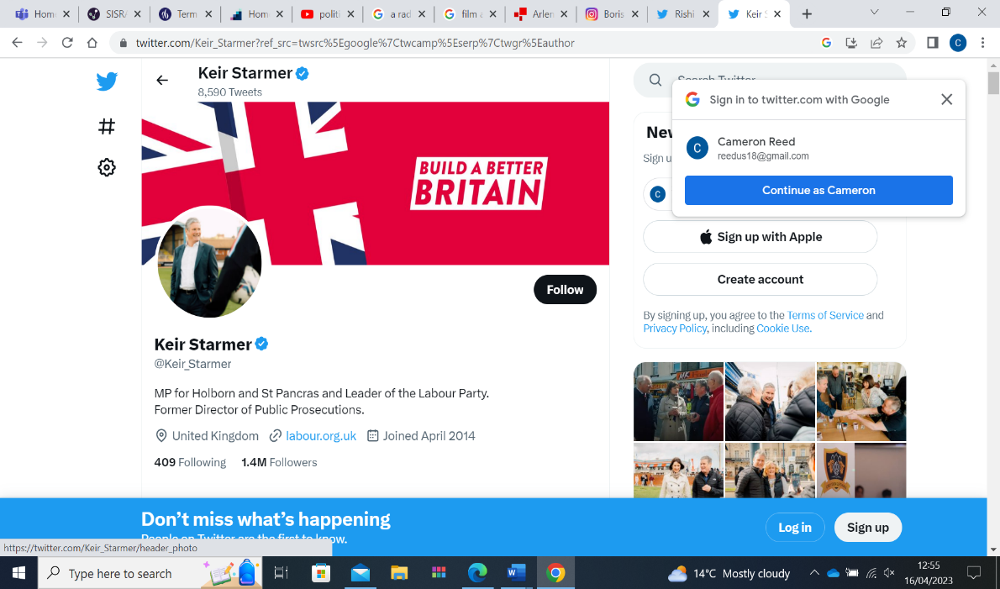 Home
SISRA
Term
Home
politi
a rad
film a
Arlen
Boris
Rishi
Keir S
twitter.com/Keir_Starmer?ref_src=twsrc%5Egoogle%7Ctwcamp%5Eserp%7Ctwgr%5Eauthor
C
Keir Starmer
8,590 Tweets
BUILD A BETTER
BRITAIN
Follow
Keir Starmer
@Keir_Starmer
MP for Holborn and St Pancras and Leader of the Labour Party.
Former Director of Public Prosecutions.
United Kingdom labour.org.uk Joined April 2014
409 Following 1.4M Followers
Search Twitter
Sign in to twitter.com with Google
C
Cameron Reed
reedus18@gmail.com
Continue as Cameron
New
Sign u
C
Sign up with Apple
Create account
By signing up, you agree to the Terms of Service and
Privacy Policy, including Cookie Use.
Don’t miss what’s happening
People on Twitter are the first to know.
Log in
Sign up
https://twitter.com/Keir_Starmer/header_photo
Type here to search
14°C Mostly cloudy
12:55
16/04/2023